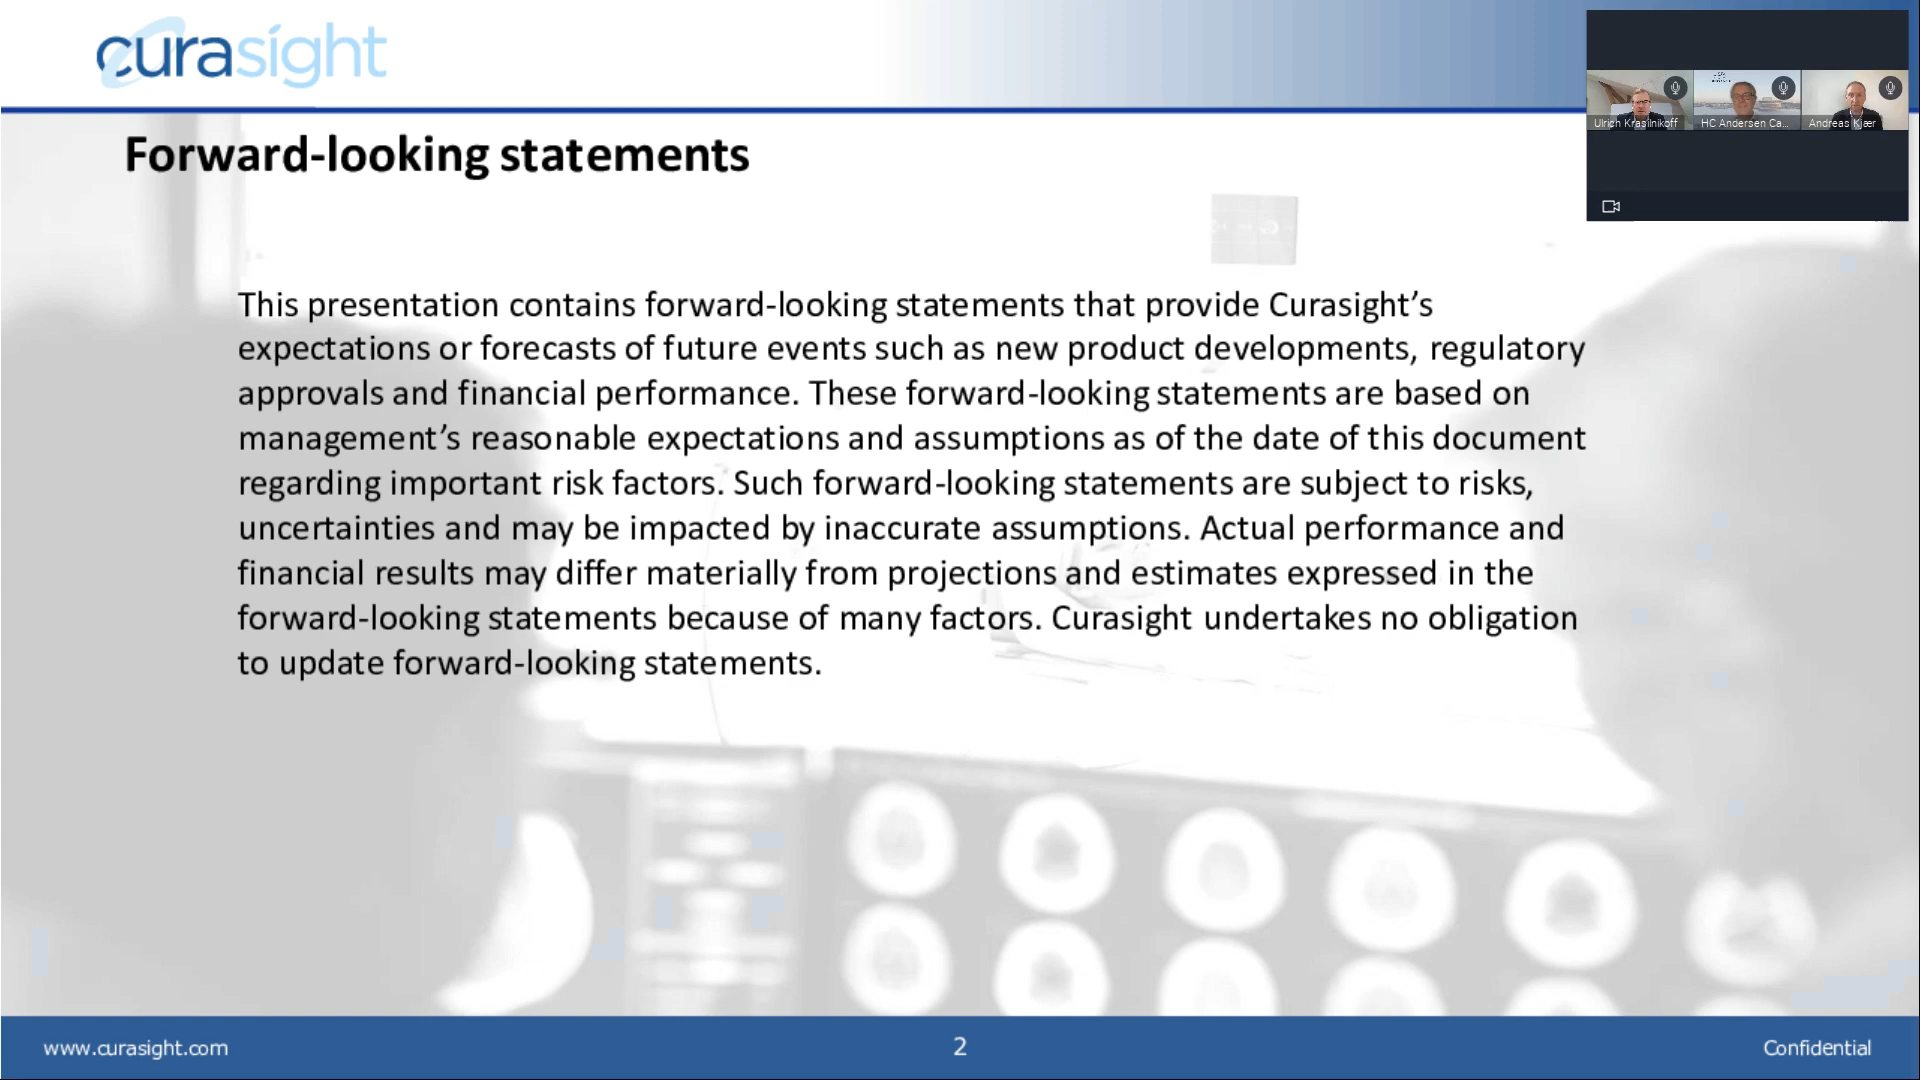 curasight
Ulrich Krasilnikoff
HC Andersen Ca...
Andreas Kjær
Forward-looking statements
This presentation contains forward-looking statements that provide Curasight’s
expectations or forecasts of future events such as new product developments, regulatory
approvals and financial performance. These forward-looking statements are based on
management’s reasonable expectations and assumptions as of the date of this document
regarding important risk factors. Such forward-looking statements are subject to risks,
uncertainties and may be impacted by inaccurate assumptions. Actual performance and
financial results may differ materially from projections and estimates expressed in the
forward-looking statements because of many factors. Curasight undertakes no obligation
to update forward-looking statements.
www.curasight.com
2
Confidential